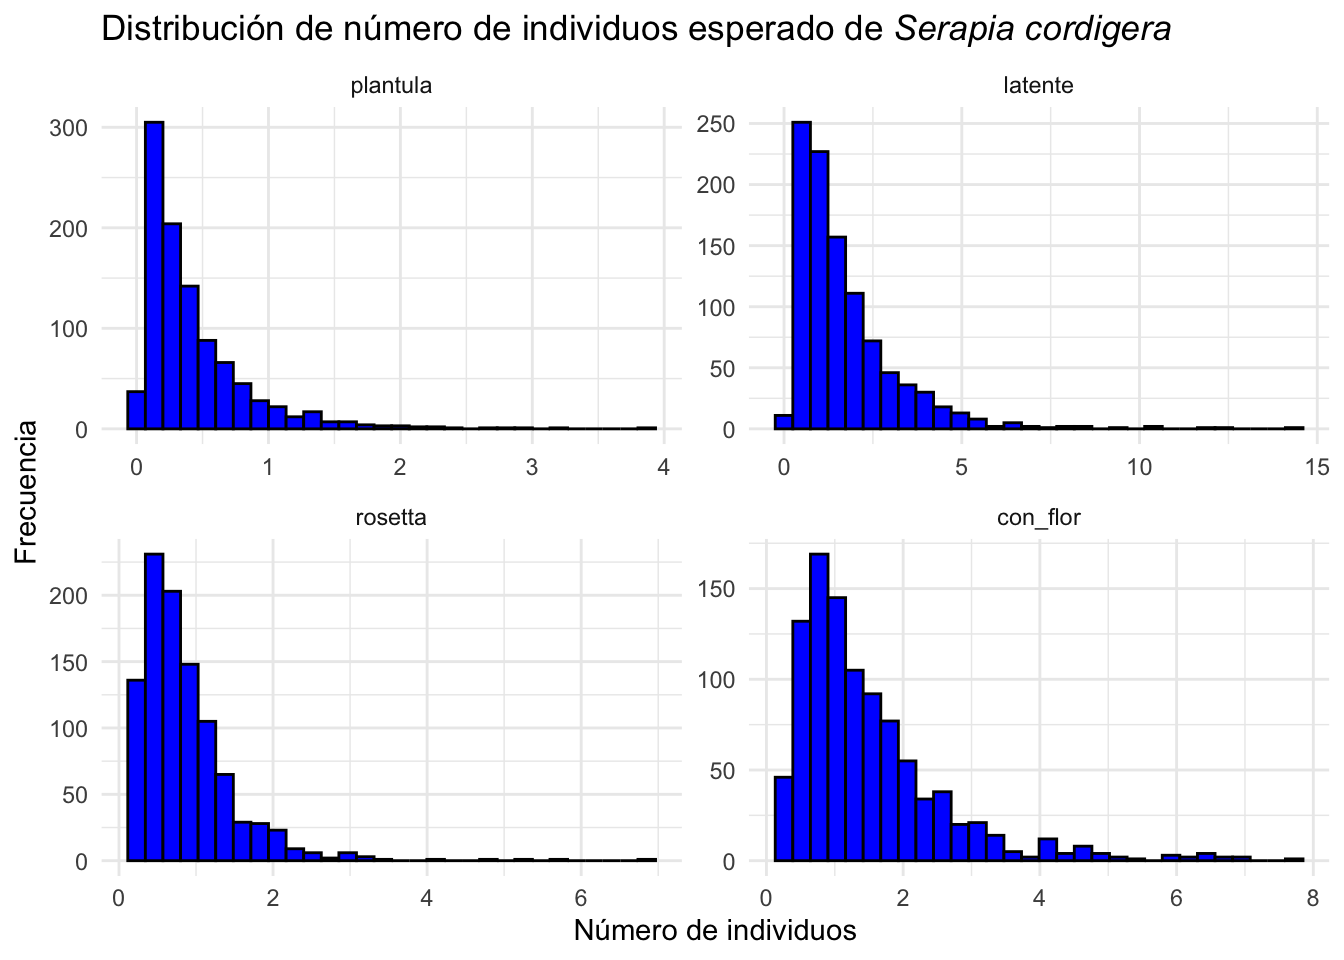 Distribución de número de individuos esperado de Serapia cordigera
plantula
latente
300
200
100
0
0 1 2 3 4
250
200
150
100
50
0
0 5 10 15
rosetta
con_flor
200
150
100
50
0
0 2 4 6
150
100
50
0
0 2 4 6 8
Frecuencia
Número de individuos